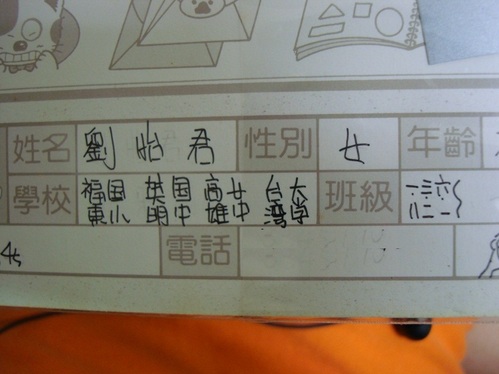 姓名 劉怡君 性別 女 年齡
學校 福国 英国 高女 台大 班級
東小 明中 雄中 湾学
電話